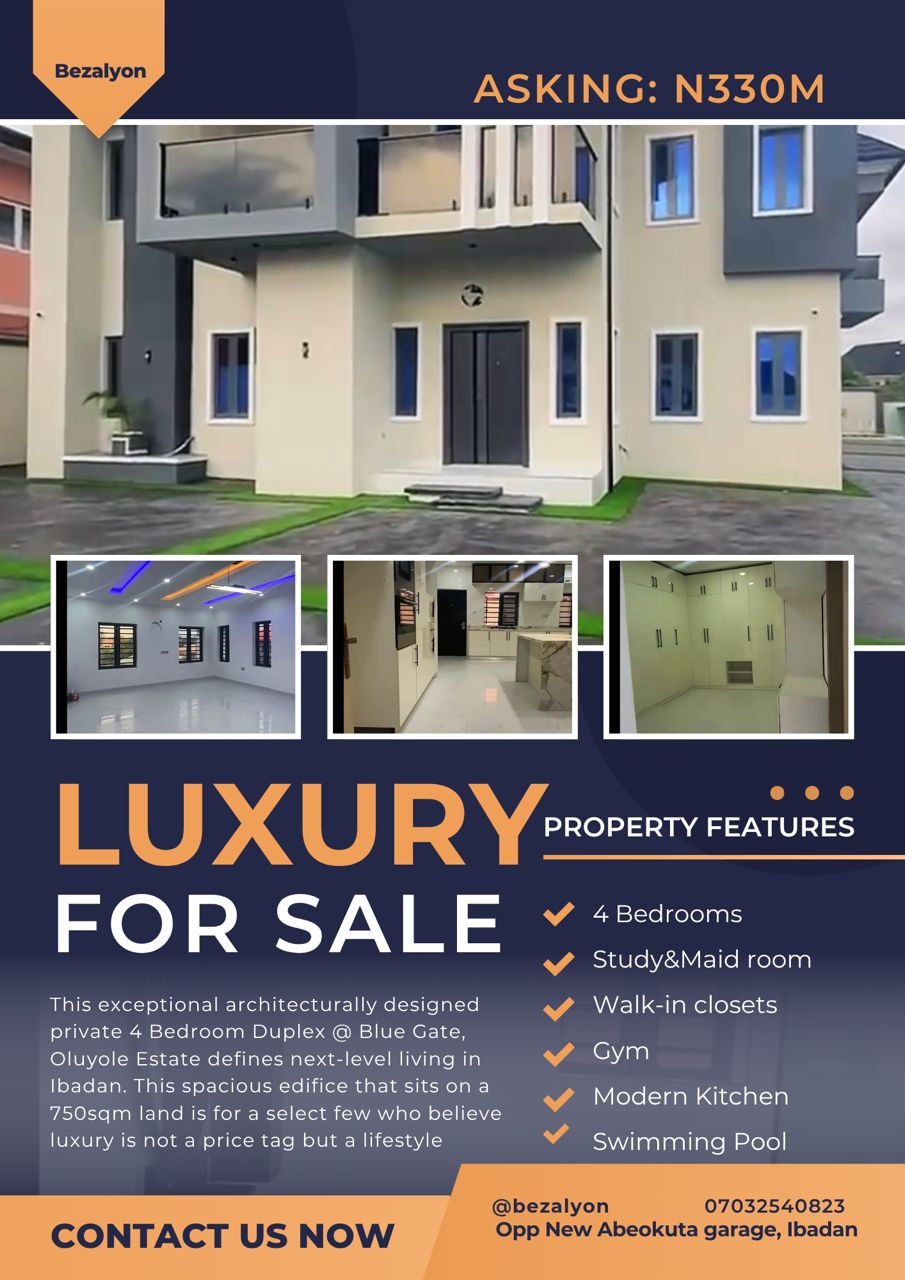 Bezalyon
ASKING: N330M
LUXURY
FOR SALE
This exceptional architecturally designed
private 4 Bedroom Duplex @ Blue Gate,
Oluyole Estate defines next-level living in
Ibadan. This spacious edifice that sits on a
750sqm land is for a select few who believe
luxury is not a price tag but a lifestyle
PROPERTY FEATURES
4 Bedrooms
Study&Maid room
Walk-in closets
Gym
Modern Kitchen
Swimming Pool
CONTACT US NOW
@bezalyon 07032540823
Opp New Abeokuta garage, Ibadan